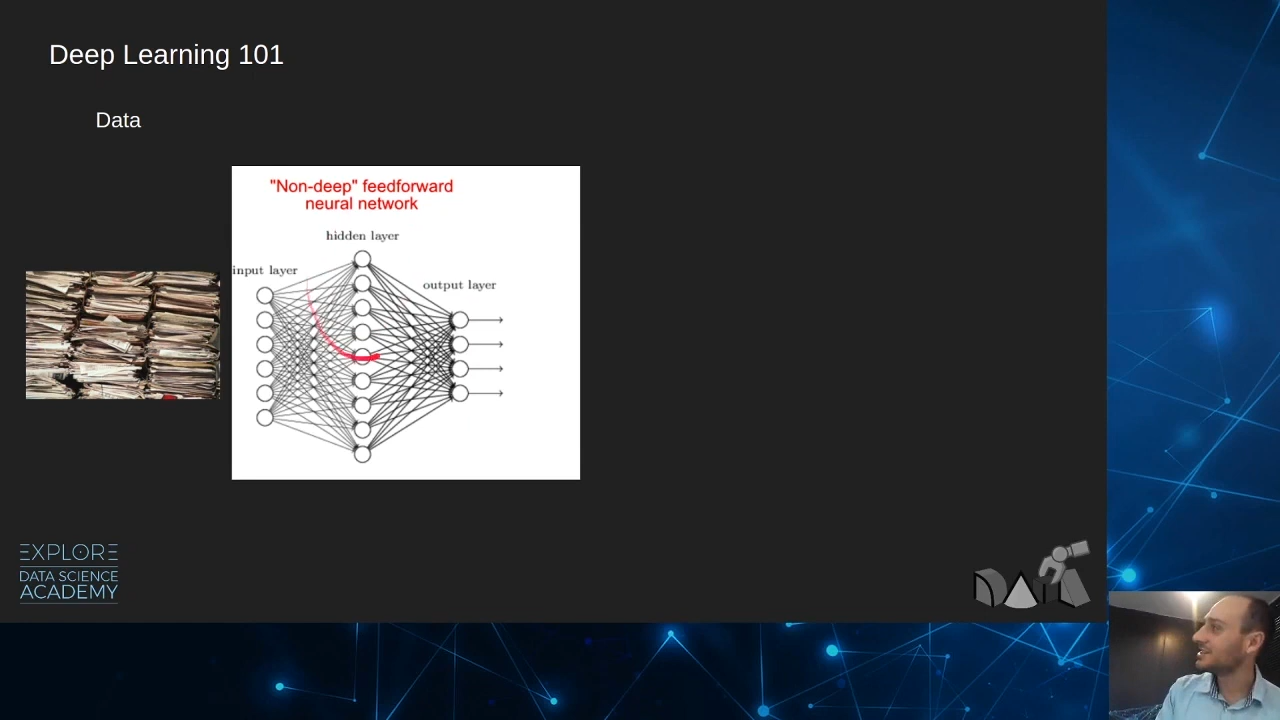 Deep Learning 101
Data
"Non-deep" feedforward
neural network
hidden layer
input layer
output layer
EXPLORE
DATA SCIENCE
ACADEMY